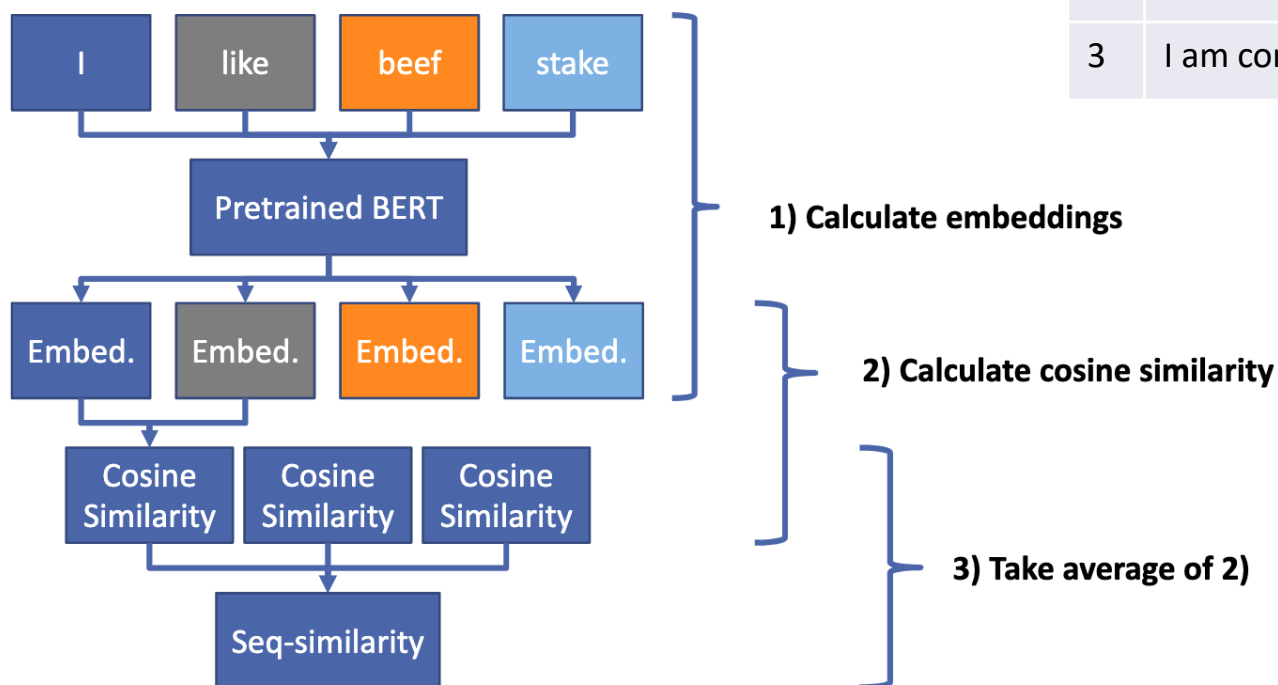 I like beef stake
3 I am
Pretrained BERT
1) Calculate embeddings
Embed. Embed. Embed. Embed.
2) Calculate cosine similarity
Cosine Cosine Cosine
Similarity Similarity Similarity
3) Take average of 2)
Seq-similarity